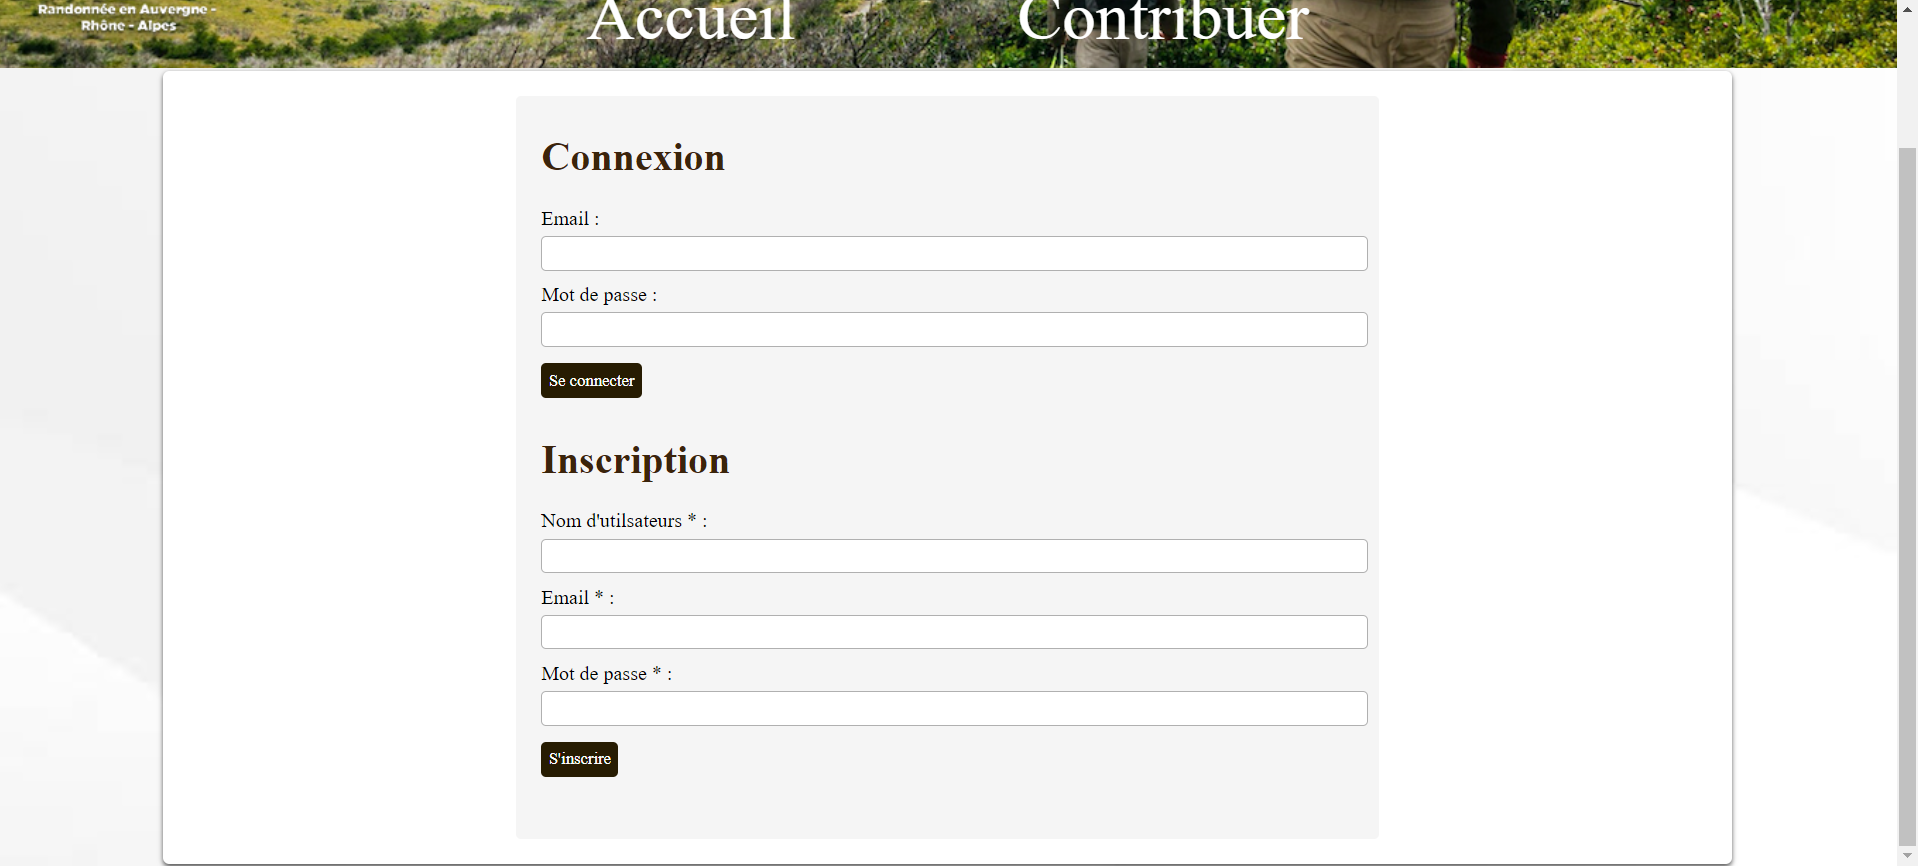 Randonnée en Auvergne -
Rhône - Alpes
Accueil
Contribuer
Connexion
Email :
Mot de passe :
Se connecter
Inscription
Nom d'utilsateurs * :
Email * :
Mot de passe * :
S'inscrire